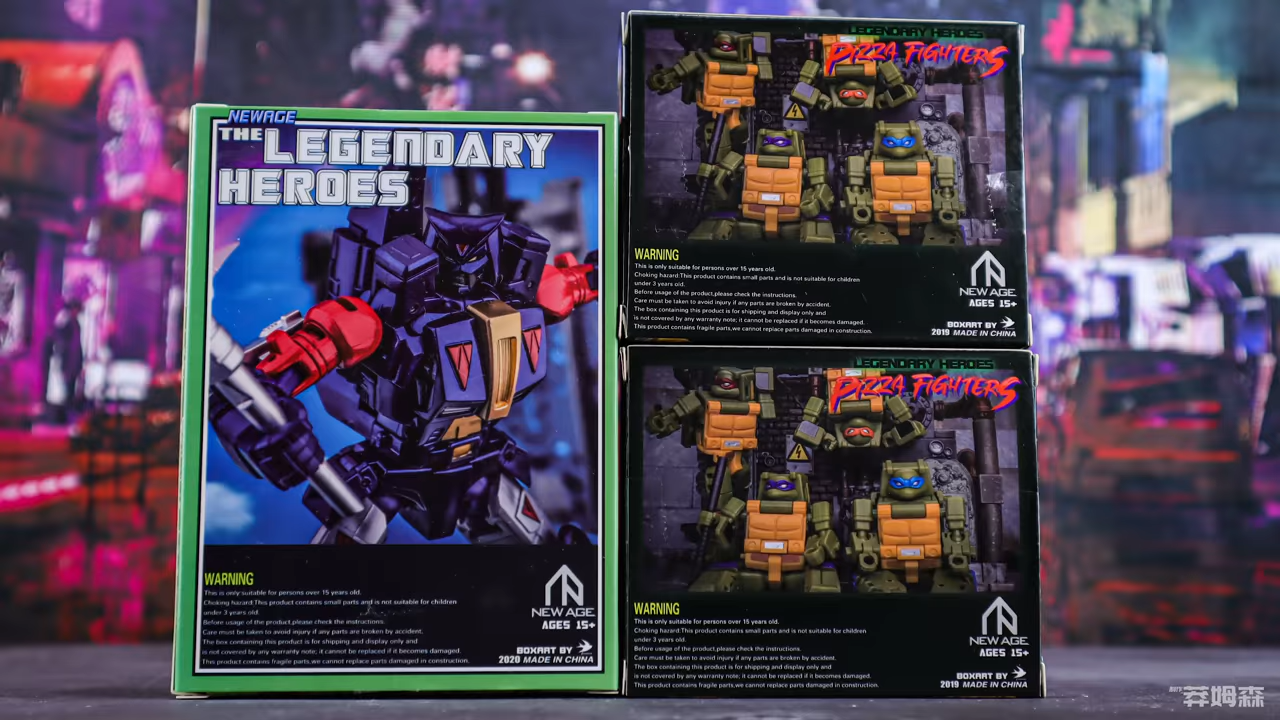 NEWAGE
THE LEGENDARY
HEROES
WARNING
This is only suitable for persons over 15 years old.
Choking hazard:This product contains small parts and is not suitable for children
under 3 years old.
Before usage of the product,please check the instructions.
Care must be taken to avoid injury if any parts are broken by accident.
The box containing this product is for shipping and display only and
is not covered by any warranty note; it cannot be replaced if it becomes damaged.
This product contains fragile parts,we cannot replace parts damaged in construction.
NEW AGE
AGES 15+
BOXART BY
2020 MADE IN CHINA
LEGENDARY HEROES
PIZZA FIGHTERS
WARNING
This is only suitable for persons over 15 years old.
Choking hazard:This product contains small parts and is not suitable for children
under 3 years old.
Before usage of the product,please check the instructions.
Care must be taken to avoid injury if any parts are broken by accident.
The box containing this product is for shipping and display only and
is not covered by any warranty note; it cannot be replaced if it becomes damaged.
This product contains fragile parts,we cannot replace parts damaged in construction.
NEW AGE
AGES 15+
BOXART BY
2019 MADE IN CHINA
LEGENDARY HEROES
PIZZA FIGHTERS
WARNING
This is only suitable for persons over 15 years old.
Choking hazard:This product contains small parts and is not suitable for children
under 3 years old.
Before usage of the product,please check the instructions.
Care must be taken to avoid injury if any parts are broken by accident.
The box containing this product is for shipping and display only and
is not covered by any warranty note; it cannot be replaced if it becomes damaged.
This product contains fragile parts,we cannot replace parts damaged in construction.
NEW AGE
AGES 15+
BOXART BY
2019 MADE IN CHINA
莽姆森